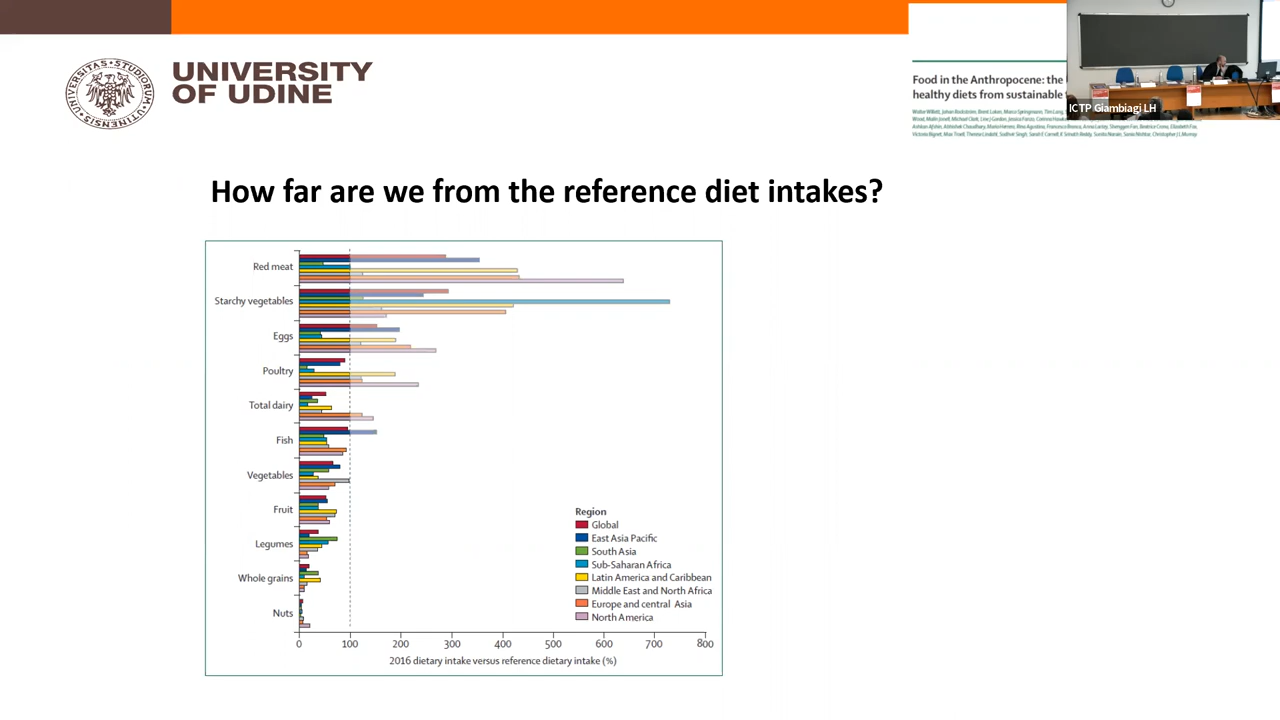 UNIVERSITY
OF UDINE
UNIVERSITAS STUDIORUM
UTINENSIS
Food in the Anthropocene: the
healthy diets from sustainable
ICTP Giambiagi LH
How far are we from the reference diet intakes?
Red meat
Starchy vegetables
Eggs
Poultry
Total dairy
Fish
Vegetables
Fruit
Legumes
Whole grains
Nuts
Region
Global
East Asia Pacific
South Asia
Sub-Saharan Africa
Latin America and Caribbean
Middle East and North Africa
Europe and central Asia
North America
0 100 200 300 400 500 600 700 800
2016 dietary intake versus reference dietary intake (%)